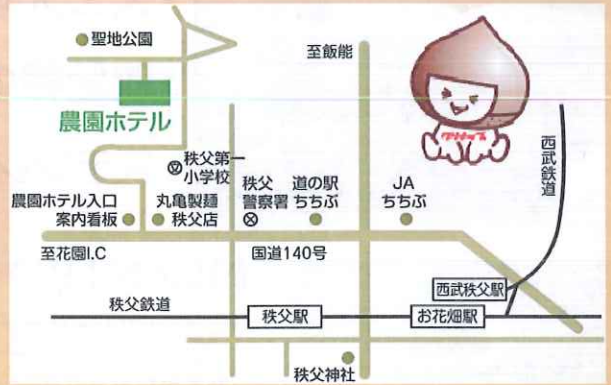 聖地公園
至飯能
農園ホテル
西武鉄道
秩父第一
小学校
農園ホテル入口
案内看板
丸亀製麺
秩父店
秩父
警察署
道の駅
ちちぶ
JA
ちちぶ
至花園I.C
国道140号
西武秩父駅
秩父鉄道
秩父駅
お花畑駅
秩父神社